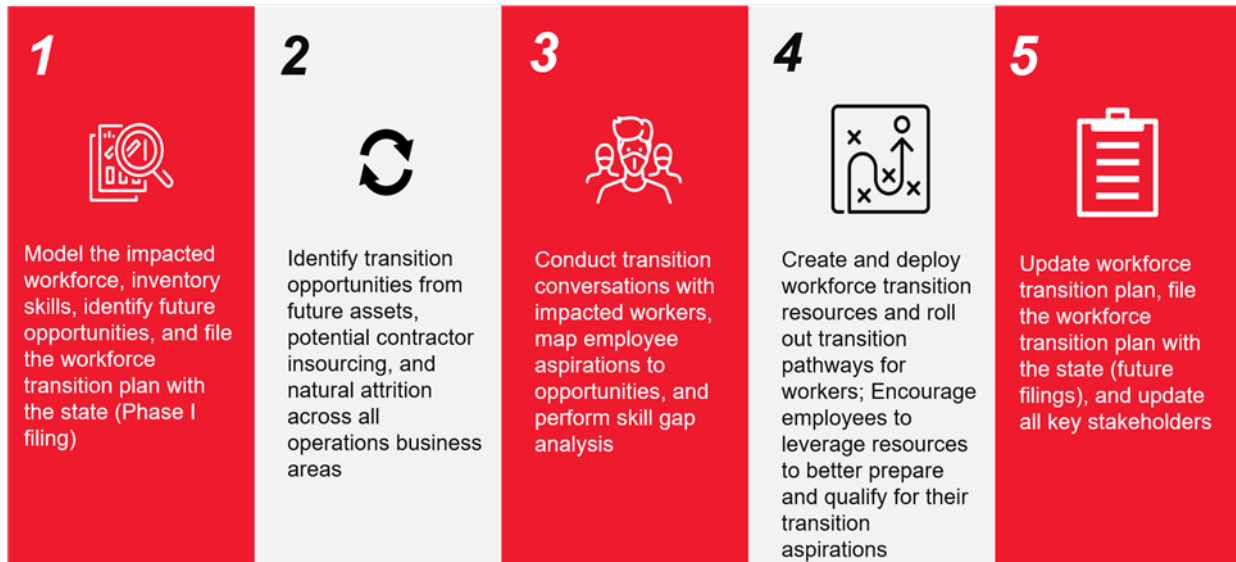 1
Model the impacted
workforce, inventory
skills, identify future
opportunities, and file
the workforce
transition plan with
the state (Phase I
filing)
2
Identify transition
opportunities from
future assets,
potential contractor
insourcing, and
natural attrition
across all
operations business
areas
3
Conduct transition
conversations with
impacted workers,
map employee
aspirations to
opportunities, and
perform skill gap
analysis
4
Create and deploy
workforce transition
resources and roll
out transition
pathways for
workers; Encourage
employees to
leverage resources
to better prepare
and qualify for their
transition
aspirations
5
Update workforce
transition plan, file
the workforce
transition plan with
the state (future
filings), and update
all key stakeholders